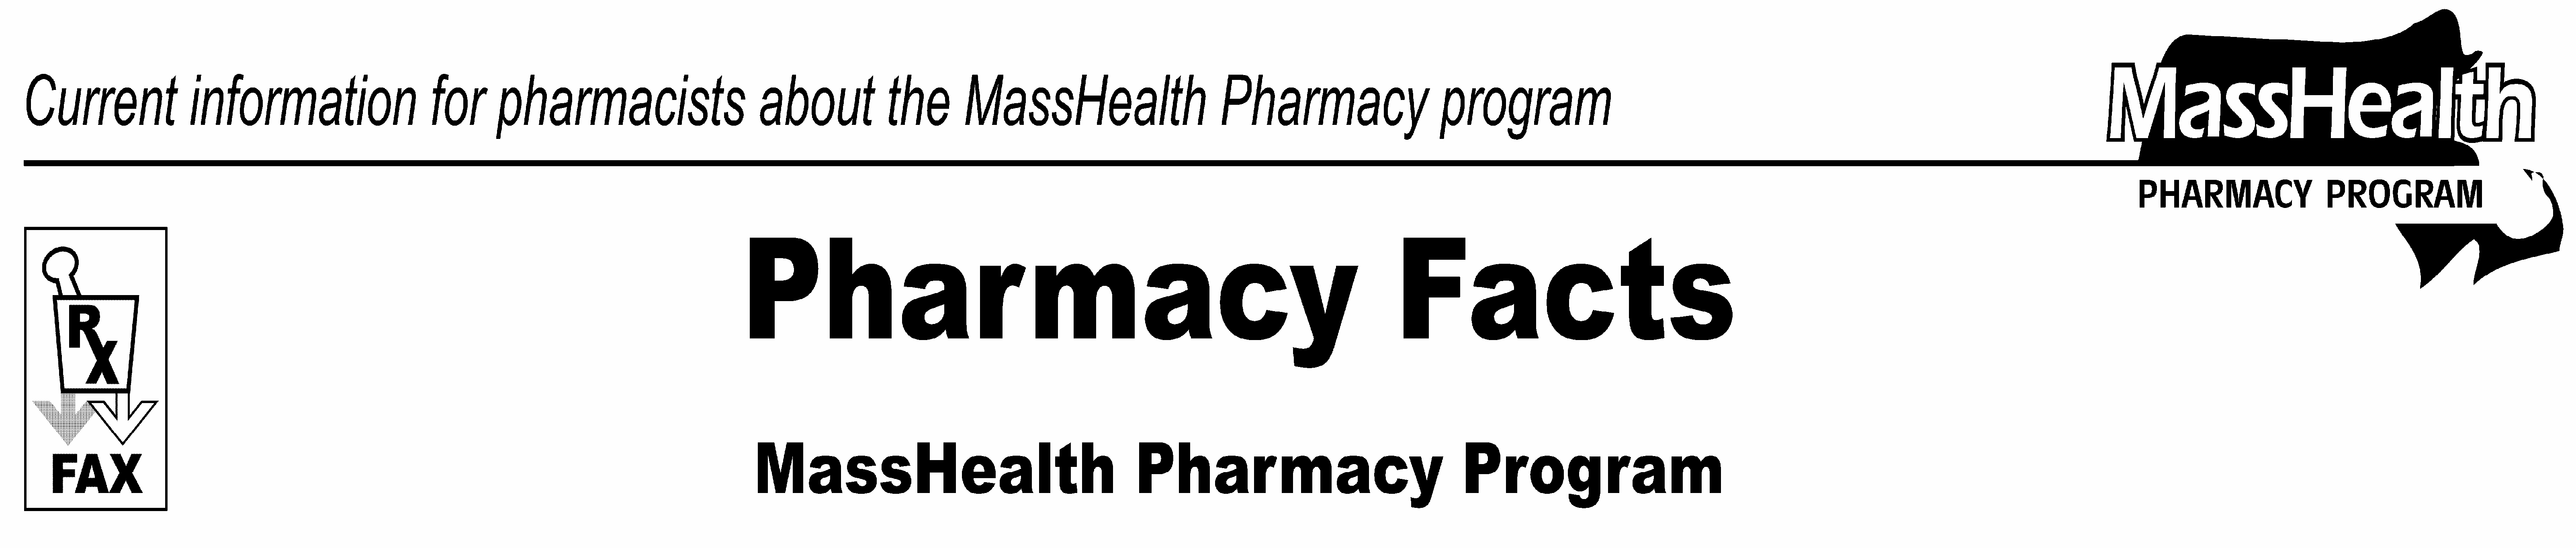 Current information for pharmacists about the MassHealth Pharmacy program
MassHealth
PHARMACY PROGRAM
Pharmacy Facts
RX
FAX
MassHealth Pharmacy Program